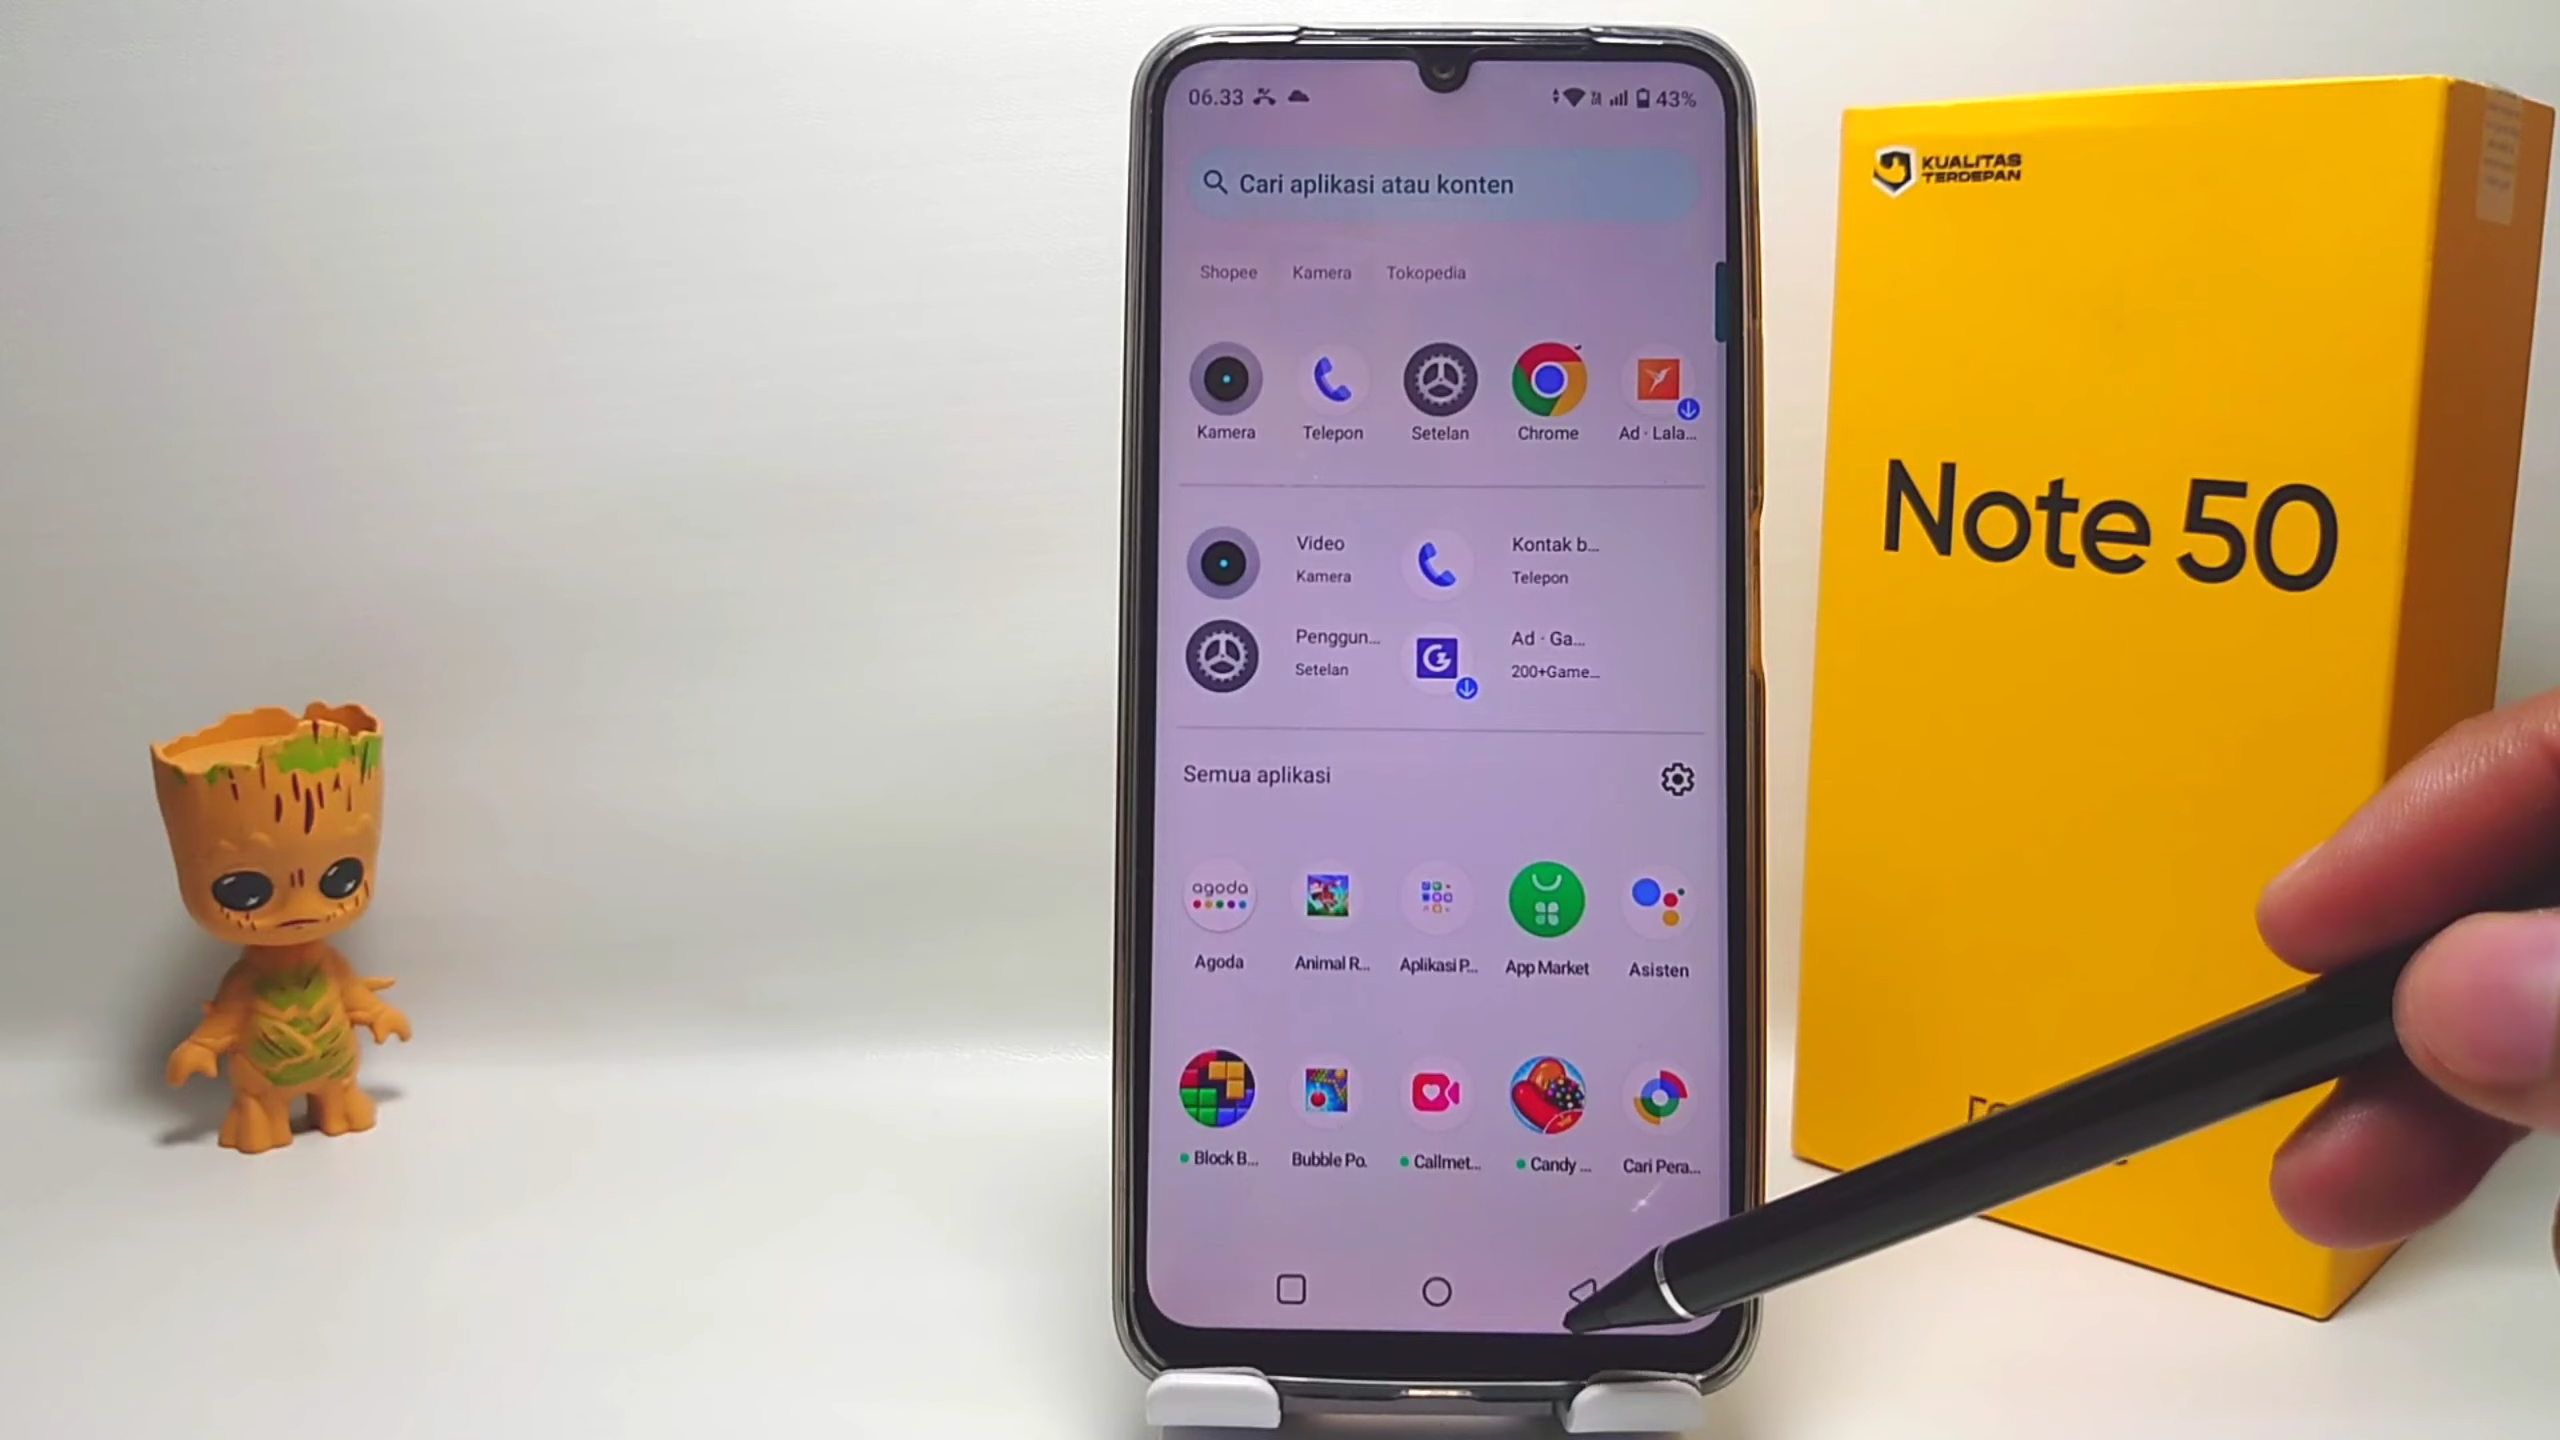 06.33
43%
Cari aplikasi atau konten
Shopee Kamera Tokopedia
Kamera Telepon Setelan Chrome Ad · Lala...
Video Kontak b...
Kamera Telepon
Penggun... Ad · Ga...
Setelan 200+Game...
Semua aplikasi
agoda
Agoda Animal R... Aplikasi P... App Market Asisten
Block B... Bubble Po. Callmet... Candy ... Cari Pera...
KUALITAS
TERDEPAN
Note 50